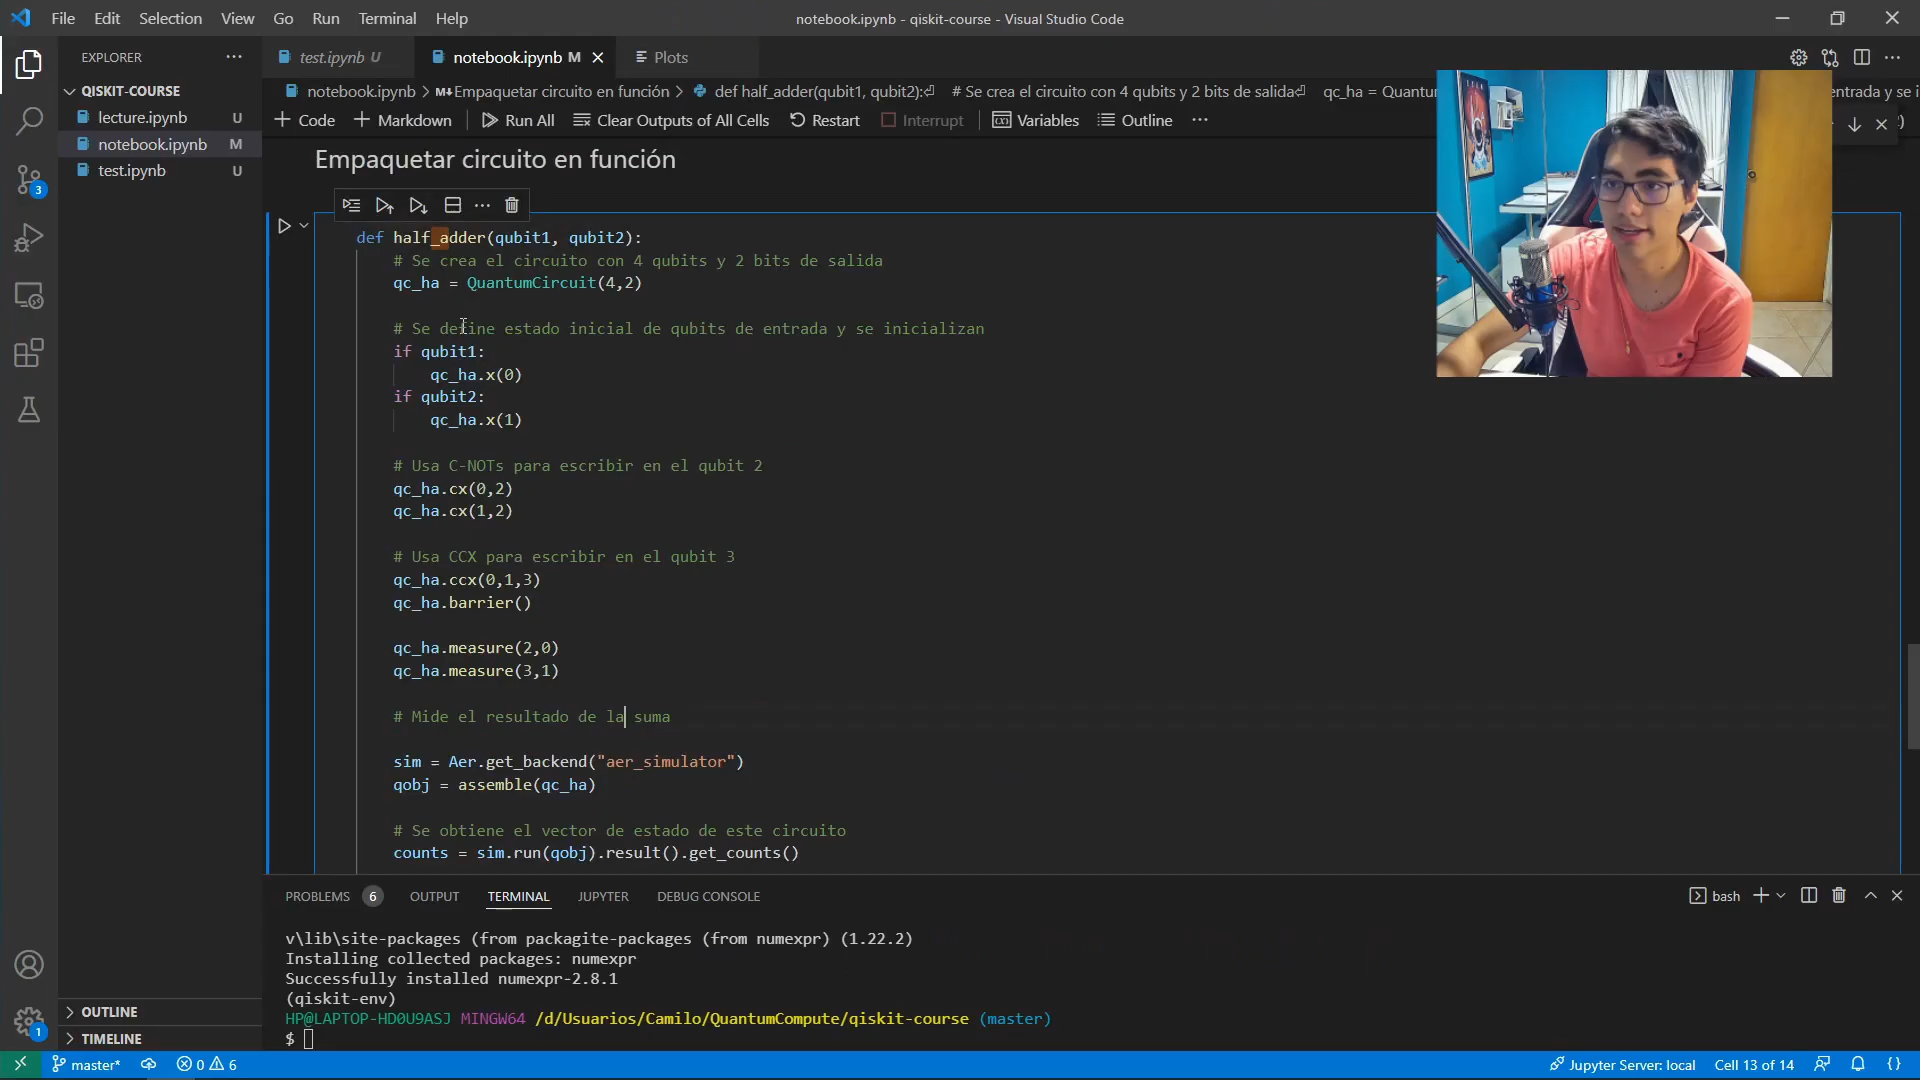 File Edit Selection View Go Run Terminal Help
notebook.ipynb - qiskit-course - Visual Studio Code
EXPLORER
test.ipynb U
notebook.ipynb M
Plots
QISKIT-COURSE
lecture.ipynb U
notebook.ipynb M
test.ipynb U
notebook.ipynb > M↓Empaquetar circuito en función > def half_adder(qubit1, qubit2):⏎ # Se crea el circuito con 4 qubits y 2 bits de salida⏎ qc_ha = Quantum
entrada y se i
+ Code + Markdown Run All Clear Outputs of All Cells Restart Interrupt Variables Outline
Empaquetar circuito en función
def half_adder(qubit1, qubit2):
# Se crea el circuito con 4 qubits y 2 bits de salida
qc_ha = QuantumCircuit(4,2)
# Se define estado inicial de qubits de entrada y se inicializan
if qubit1:
qc_ha.x(0)
if qubit2:
qc_ha.x(1)
# Usa C-NOTs para escribir en el qubit 2
qc_ha.cx(0,2)
qc_ha.cx(1,2)
# Usa CCX para escribir en el qubit 3
qc_ha.ccx(0,1,3)
qc_ha.barrier()
qc_ha.measure(2,0)
qc_ha.measure(3,1)
# Mide el resultado de la suma
sim = Aer.get_backend("aer_simulator")
qobj = assemble(qc_ha)
# Se obtiene el vector de estado de este circuito
counts = sim.run(qobj).result().get_counts()
PROBLEMS 6 OUTPUT TERMINAL JUPYTER DEBUG CONSOLE
bash
v\lib\site-packages (from packagite-packages (from numexpr) (1.22.2)
Installing collected packages: numexpr
Successfully installed numexpr-2.8.1
(qiskit-env)
HP@LAPTOP-HD0U9ASJ MINGW64 /d/Usuarios/Camilo/QuantumCompute/qiskit-course (master)
$
OUTLINE
TIMELINE
3
1
master* 0 6
Jupyter Server: local Cell 13 of 14